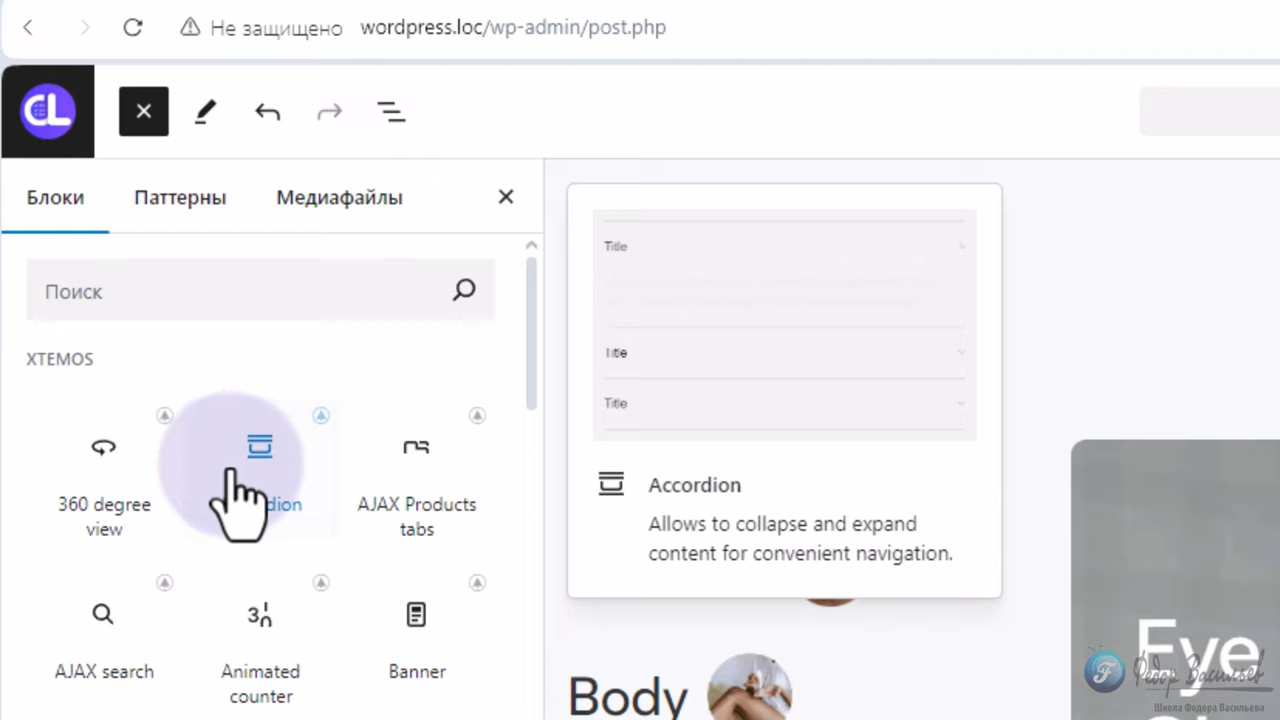 Не защищено wordpress.loc/wp-admin/post.php
CL
Блоки Паттерны Медиафайлы
Поиск
XTEMOS
360 degree
view
dion
AJAX Products
tabs
AJAX search
Animated
counter
Banner
Title
Title
Title
Accordion
Allows to collapse and expand
content for convenient navigation.
Body
Eye
Федор Васильев
Школа Федора Васильева